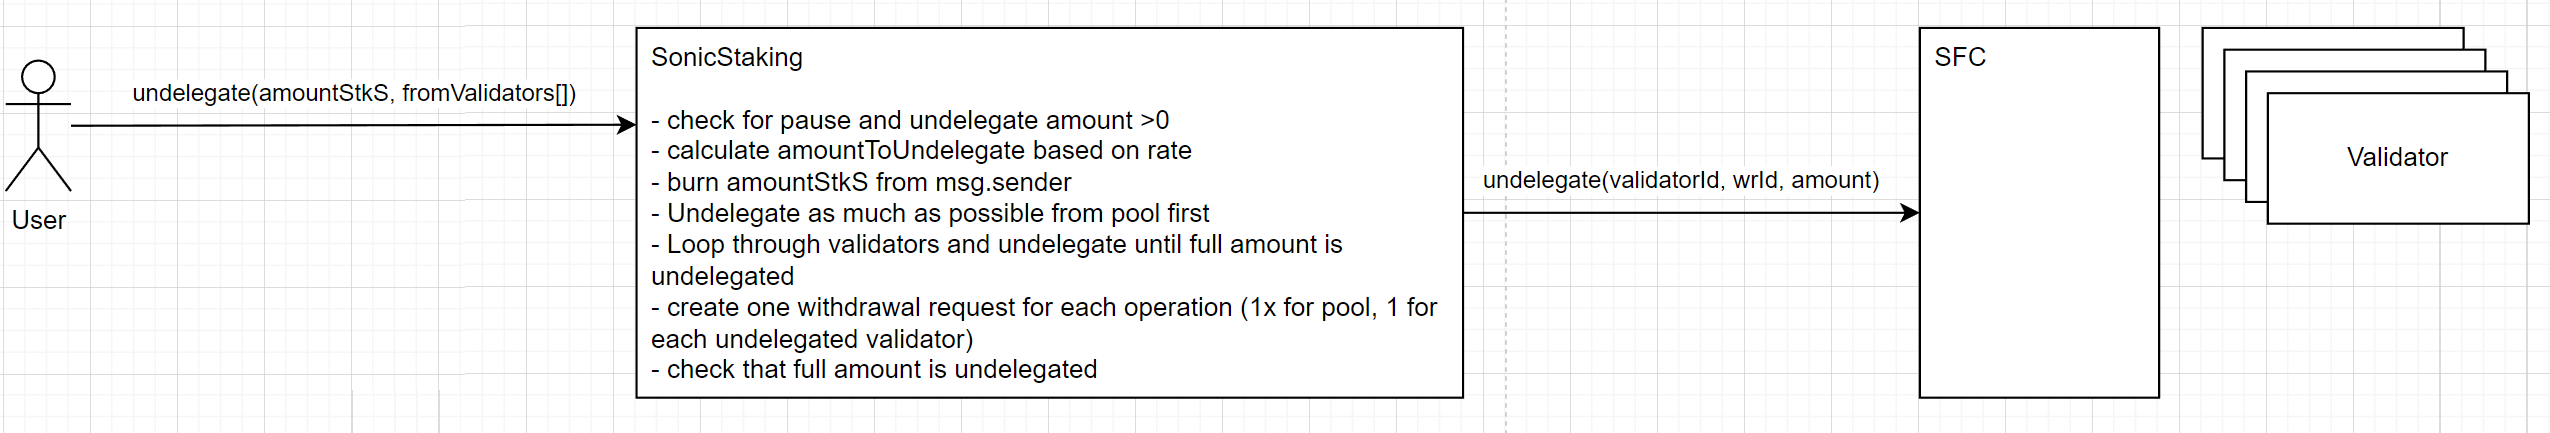 undelegate(amountStkS, fromValidators[])
User
SonicStaking
- check for pause and undelegate amount >0
- calculate amountToUndelegate based on rate
- burn amountStkS from msg.sender
- Undelegate as much as possible from pool first
- Loop through validators and undelegate until full amount is
undelegated
- create one withdrawal request for each operation (1x for pool, 1 for
each undelegated validator)
- check that full amount is undelegated
undelegate(validatorId, wrId, amount)
SFC
Validator